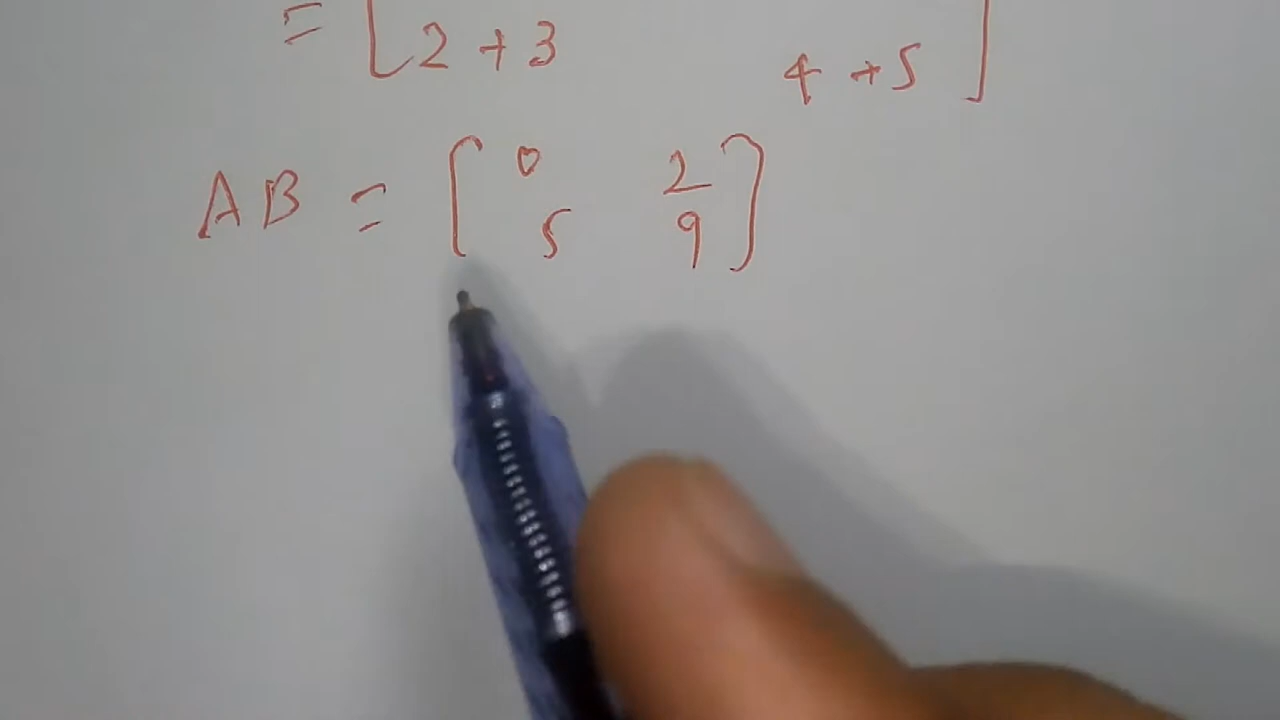 = [ 2 + 3 4 + 5 ]
AB = [ 0 2
5 9 ]